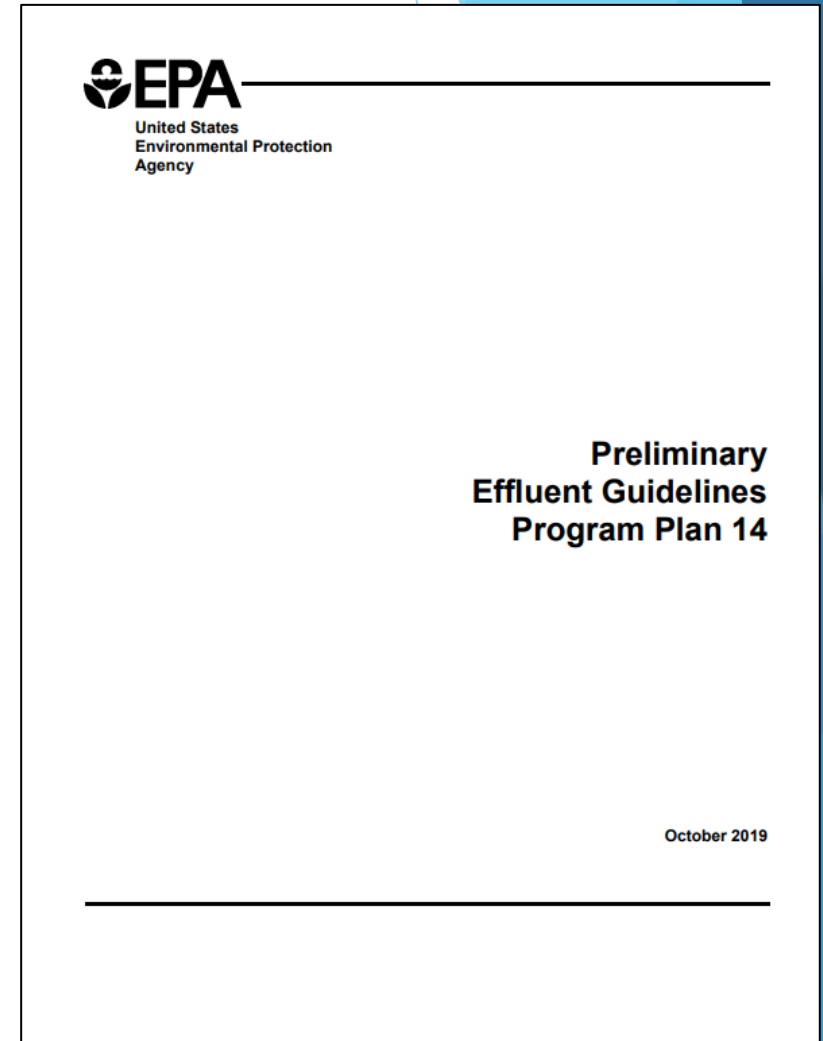 EPA
United States
Environmental Protection
Agency
Preliminary
Effluent Guidelines
Program Plan 14
October 2019